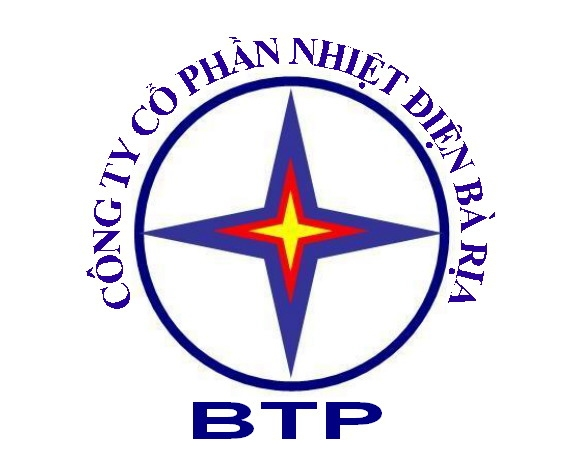 CÔNG TY CỔ PHẦN NHIỆT ĐIỆN BÀ RỊA
BTP